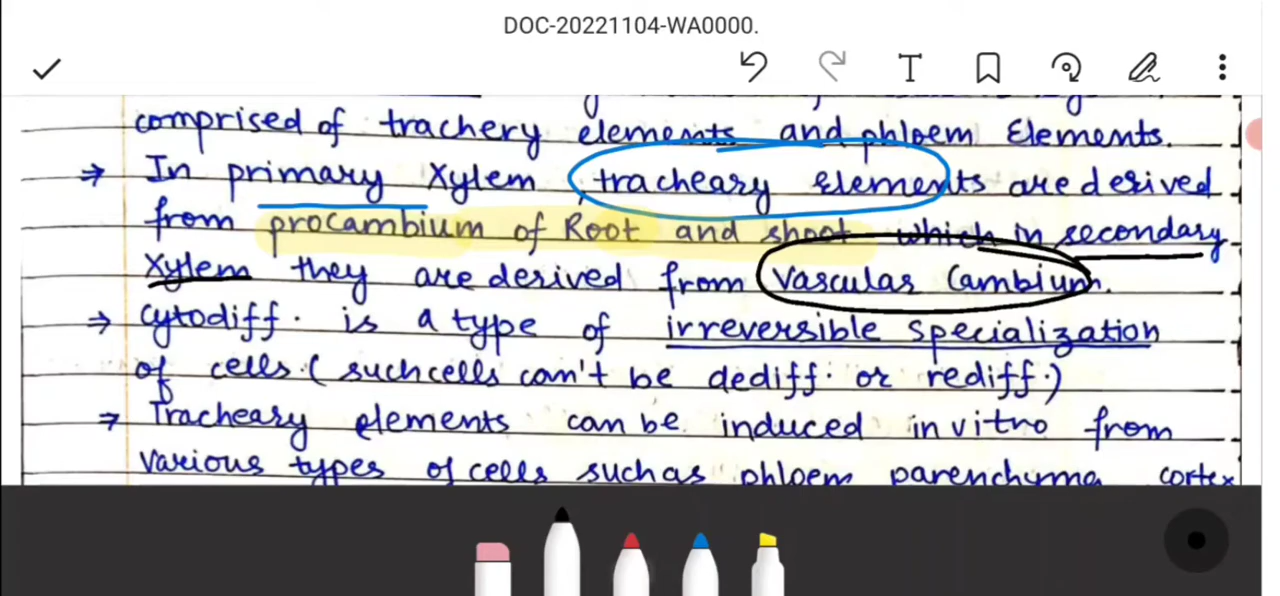 DOC-20221104-WA0000.
T
comprised of trachery elements and phloem Elements.
→ In primary Xylem, tracheary elements are derived
from procambium of Root and shoot which in secondary
xylem they are derived from Vascular Cambium.
→ Cytodiff. is a type of irreversible specialization
of cells. (such cells can't be dediff. or rediff.)
→ Tracheary elements can be induced in vitro from
various types of cells such as phloem parenchyma cortex